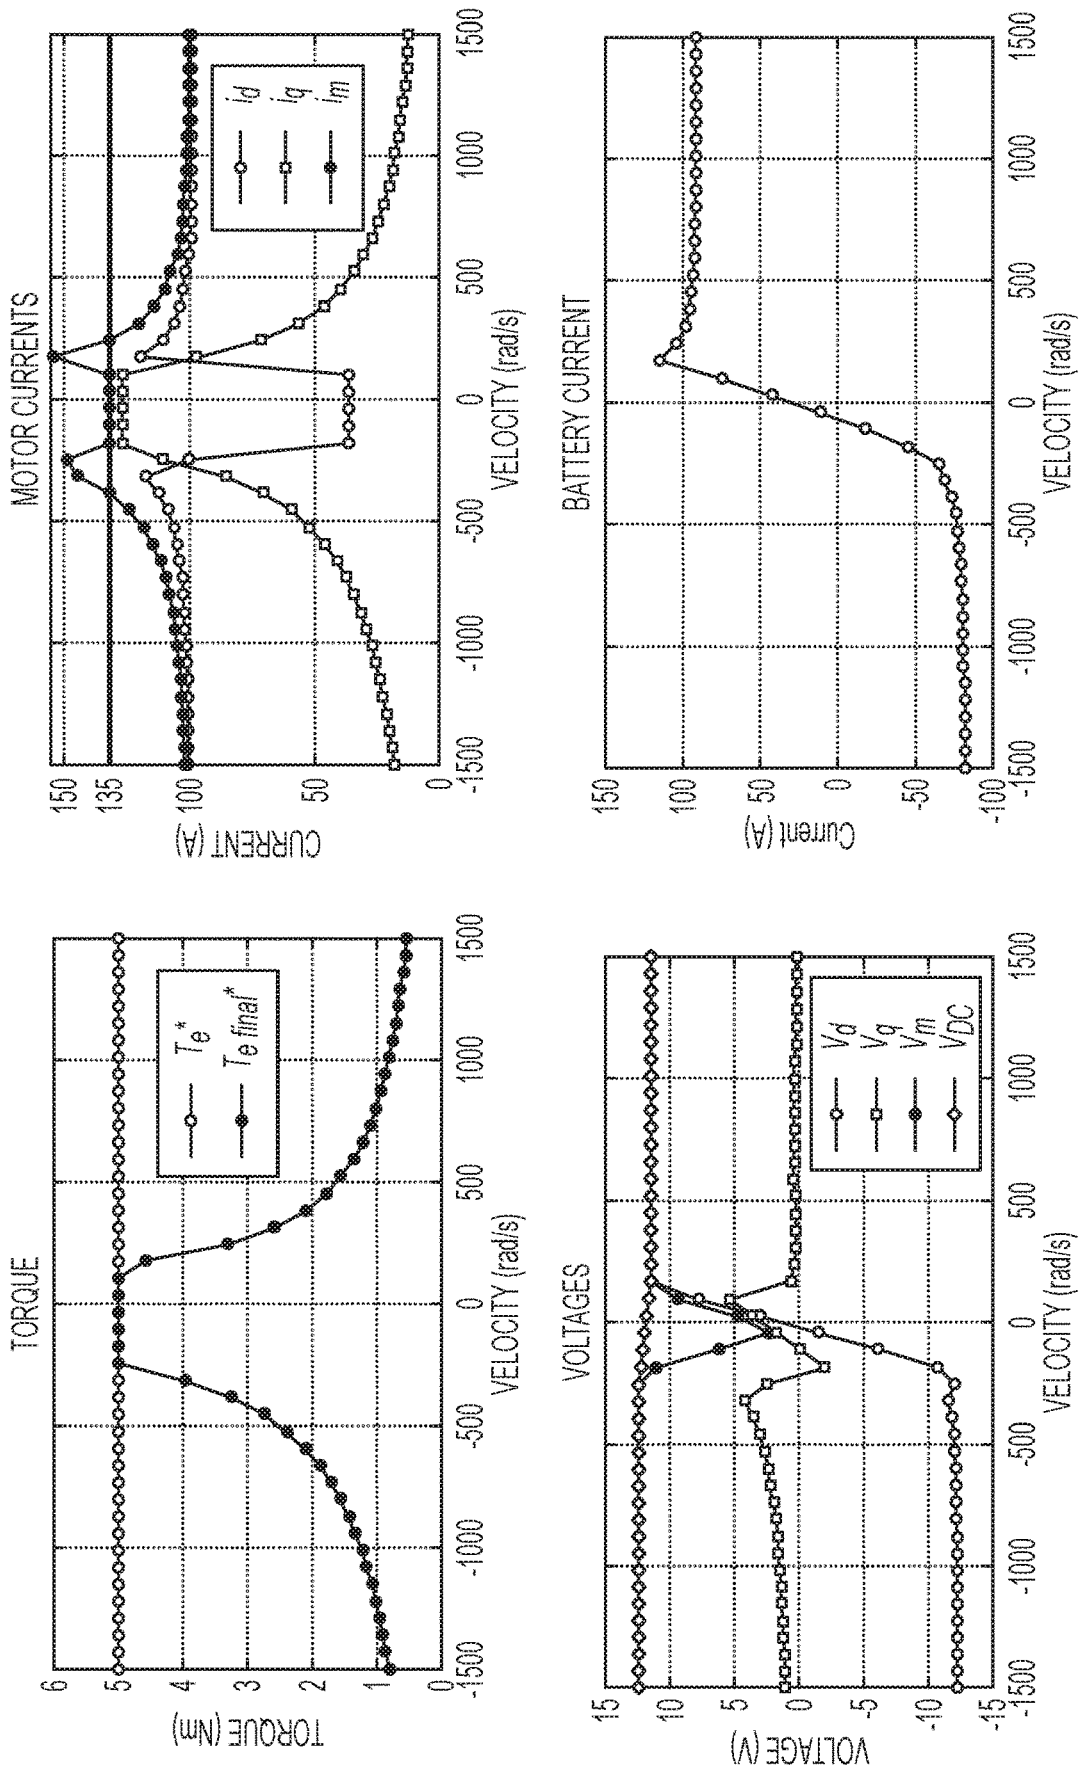 TORQUE
TORQUE (Nm)
6
5
4
3
2
1
0
-1500
-1000
-500
0
500
1000
1500
VELOCITY (rad/s)
Te*
Te final*
MOTOR CURRENTS
CURRENT (A)
150
135
100
50
0
-1500
-1000
-500
0
500
1000
1500
VELOCITY (rad/s)
id
iq
im
VOLTAGES
VOLTAGE (V)
15
10
5
0
-5
-10
-15
-1500
-1000
-500
0
500
1000
1500
VELOCITY (rad/s)
Vd
Vq
Vm
VDC
BATTERY CURRENT
Current (A)
150
100
50
0
-50
-100
-1500
-1000
-500
0
500
1000
1500
VELOCITY (rad/s)